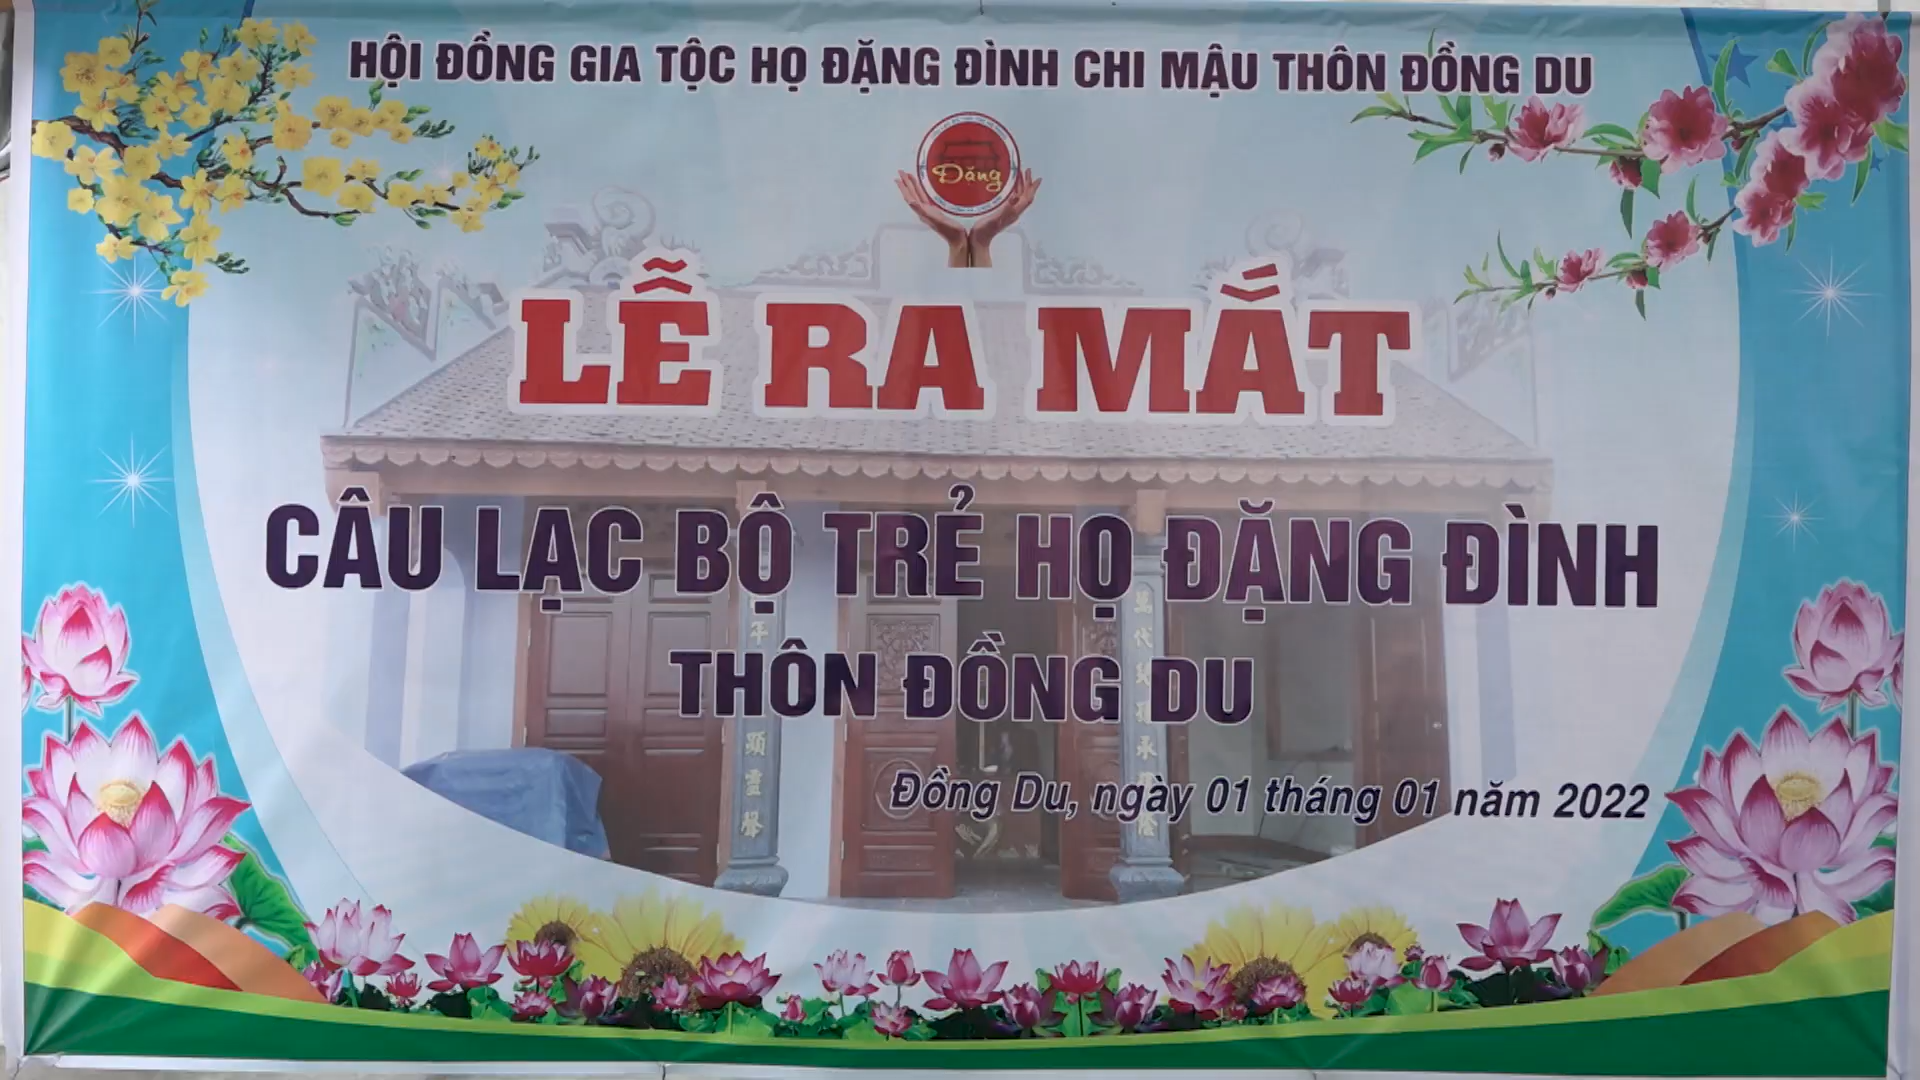 HỘI ĐỒNG GIA TỘC HỌ ĐẶNG ĐÌNH CHI MẬU THÔN ĐỒNG DU
Đặng
LỄ RA MẮT
CÂU LẠC BỘ TRẺ HỌ ĐẶNG ĐÌNH
THÔN ĐỒNG DU
Đồng Du, ngày 01 tháng 01 năm 2022